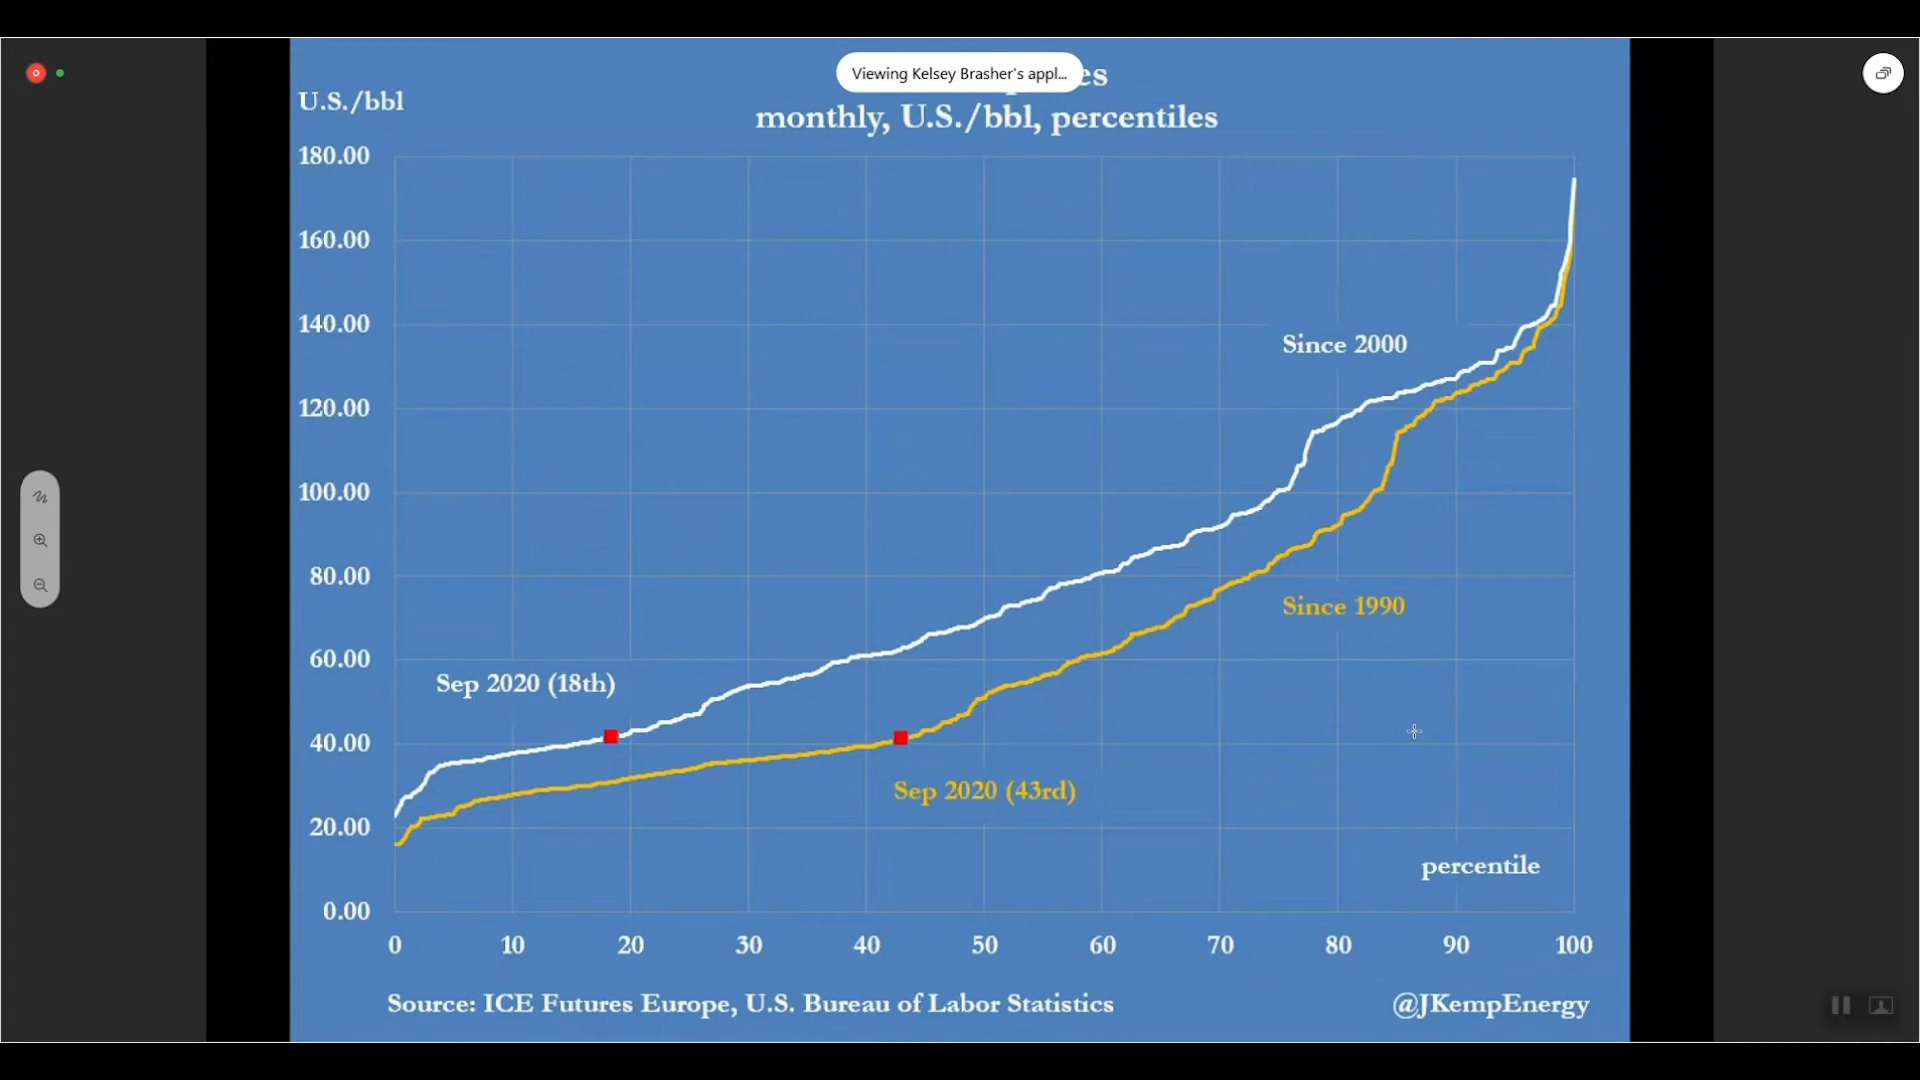 Viewing Kelsey Brasher's appl...
U.S./bbl
monthly, U.S./bbl, percentiles
180.00
160.00
140.00
Since 2000
120.00
100.00
80.00
Since 1990
60.00
Sep 2020 (18th)
40.00
Sep 2020 (43rd)
20.00
percentile
0.00
0 10 20 30 40 50 60 70 80 90 100
Source: ICE Futures Europe, U.S. Bureau of Labor Statistics
@JKempEnergy